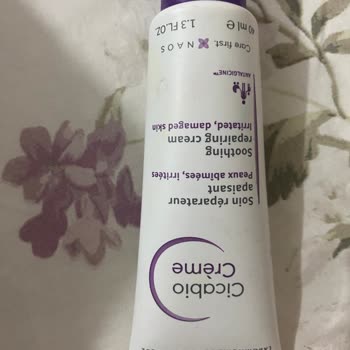 Cicabio
Crème
Soin réparateur
apaisant
Peaux abîmées, irritées
Soothing
repairing cream
Irritated, damaged skin
ANTALGICINE™
Care first. NAOS
40 ml e 1.3 FL.OZ.